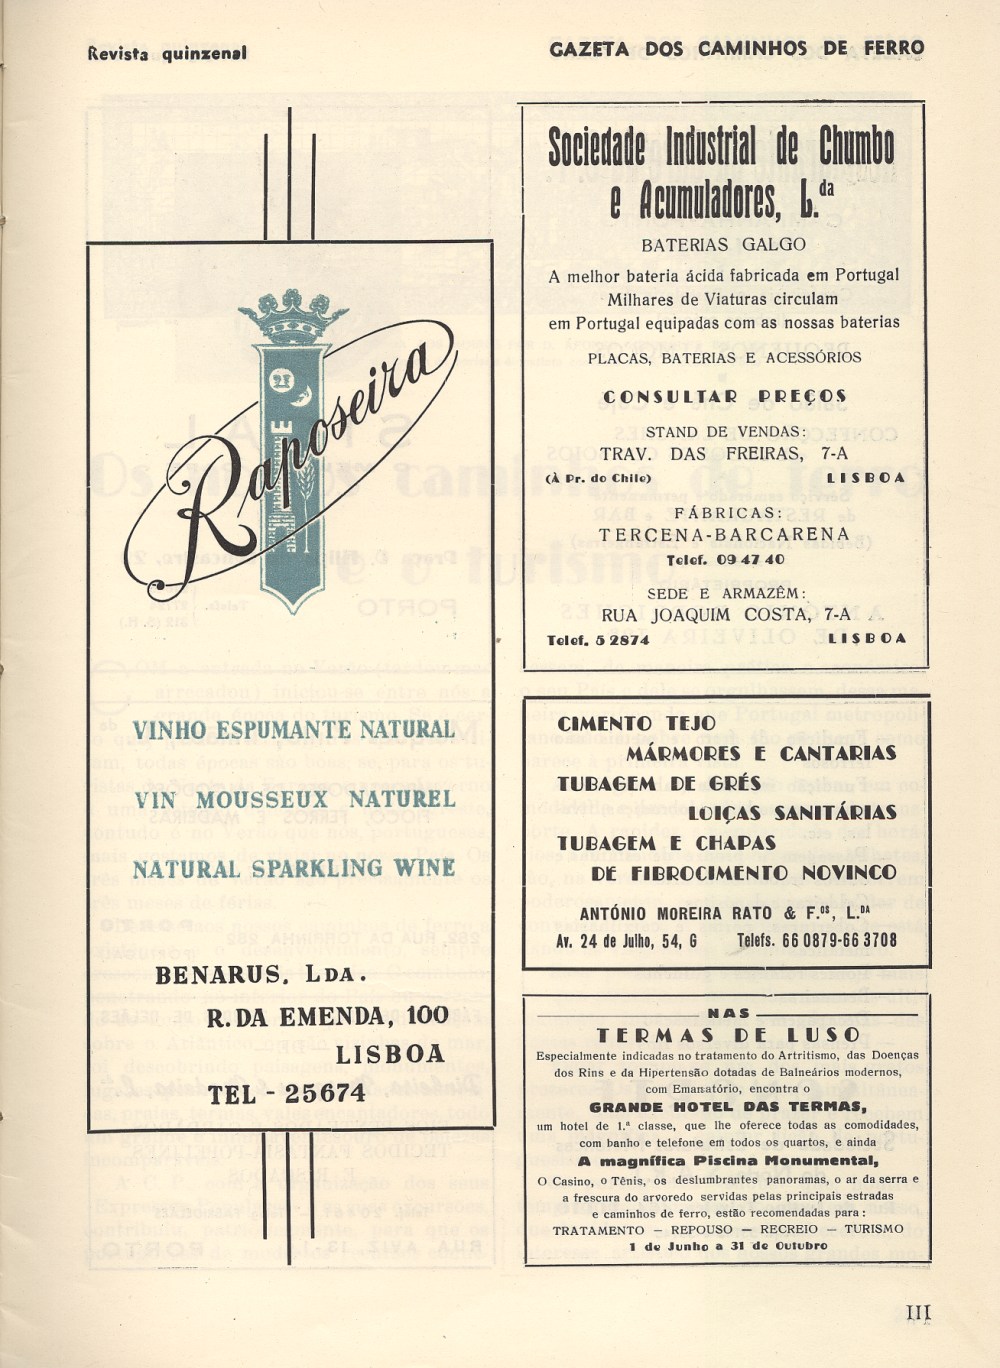 Revista quinzenal
GAZETA DOS CAMINHOS DE FERRO
Raposeira
VINHO ESPUMANTE NATURAL
VIN MOUSSEUX NATUREL
NATURAL SPARKLING WINE
BENARUS, LDA.
R. DA EMENDA, 100
LISBOA
TEL - 25674
Sociedade Industrial de Chumbo
e Acumuladores, L.da
BATERIAS GALGO
A melhor bateria ácida fabricada em Portugal
Milhares de Viaturas circulam
em Portugal equipadas com as nossas baterias
PLACAS, BATERIAS E ACESSÓRIOS
CONSULTAR PREÇOS
STAND DE VENDAS:
TRAV. DAS FREIRAS, 7-A
(À Pr. do Chile) LISBOA
FÁBRICAS:
TERCENA-BARCARENA
Telef. 09 47 40
SEDE E ARMAZÊM:
RUA JOAQUIM COSTA, 7-A
Telef. 5 2874 LISBOA
CIMENTO TEJO
MÁRMORES E CANTARIAS
TUBAGEM DE GRÉS
LOIÇAS SANITÁRIAS
TUBAGEM E CHAPAS
DE FIBROCIMENTO NOVINCO
ANTÓNIO MOREIRA RATO & F.OS, L.DA
Av. 24 de Julho, 54, G Telefs. 66 0879-66 3708
NAS
TERMAS DE LUSO
Especialmente indicadas no tratamento do Artritismo, das Doenças
dos Rins e da Hipertensão dotadas de Balneários modernos,
com Emanatório, encontra o
GRANDE HOTEL DAS TERMAS,
um hotel de 1.ª classe, que lhe oferece todas as comodidades,
com banho e telefone em todos os quartos, e ainda
A magnífica Piscina Monumental,
O Casino, o Tênis, os deslumbrantes panoramas, o ar da serra e
a frescura do arvoredo servidas pelas principais estradas
e caminhos de ferro, estão recomendadas para:
TRATAMENTO — REPOUSO — RECREIO — TURISMO
1 de Junho a 31 de Outubro
III